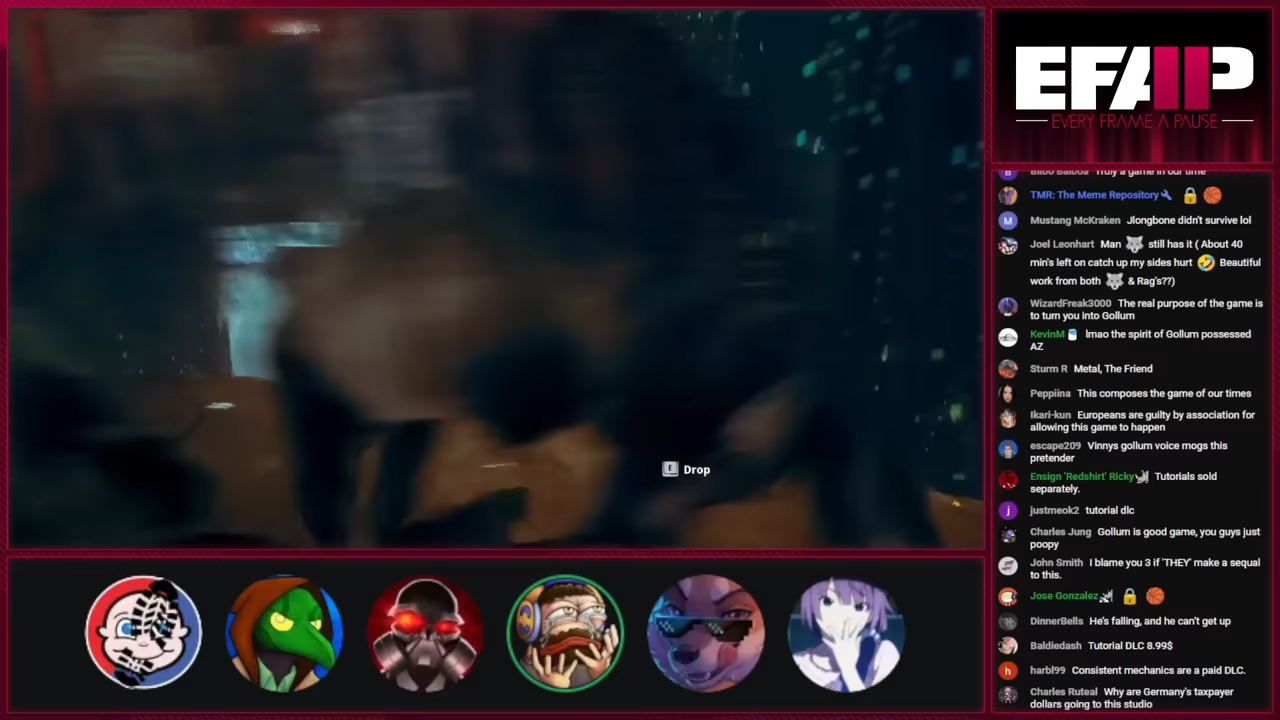 EFAP
EVERY FRAME A PAUSE
Bilbo Balboa Truly a game in our time
TMR: The Meme Repository
Mustang McKraken Jlongbone didn't survive lol
Joel Leonhart Man still has it ( About 40
min's left on catch up my sides hurt Beautiful
work from both & Rag's??)
WizardFreak3000 The real purpose of the game is
to turn you into Gollum
KevinM lmao the spirit of Gollum possessed
AZ
Sturm R Metal, The Friend
Peppiina This composes the game of our times
Ikari-kun Europeans are guilty by association for
allowing this game to happen
escape209 Vinnys gollum voice mogs this
pretender
Ensign 'Redshirt' Ricky Tutorials sold
separately.
justmeok2 tutorial dlc
Charles Jung Gollum is good game, you guys just
poopy
John Smith I blame you 3 if 'THEY' make a sequal
to this.
Jose Gonzalez
DinnerBells He's falling, and he can't get up
Baldiedash Tutorial DLC 8.99$
harbl99 Consistent mechanics are a paid DLC.
Charles Ruteal Why are Germany's taxpayer
dollars going to this studio
E Drop